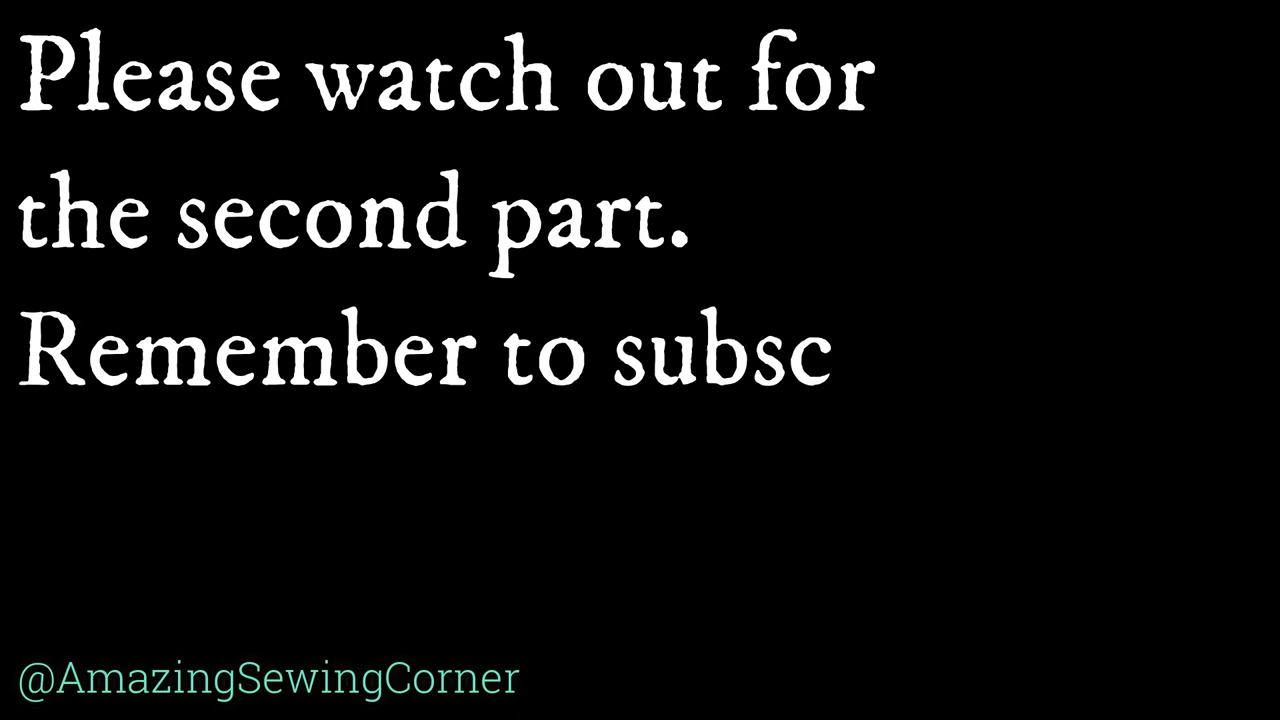 Please watch out for
the second part.
Remember to subsc
@AmazingSewingCorner